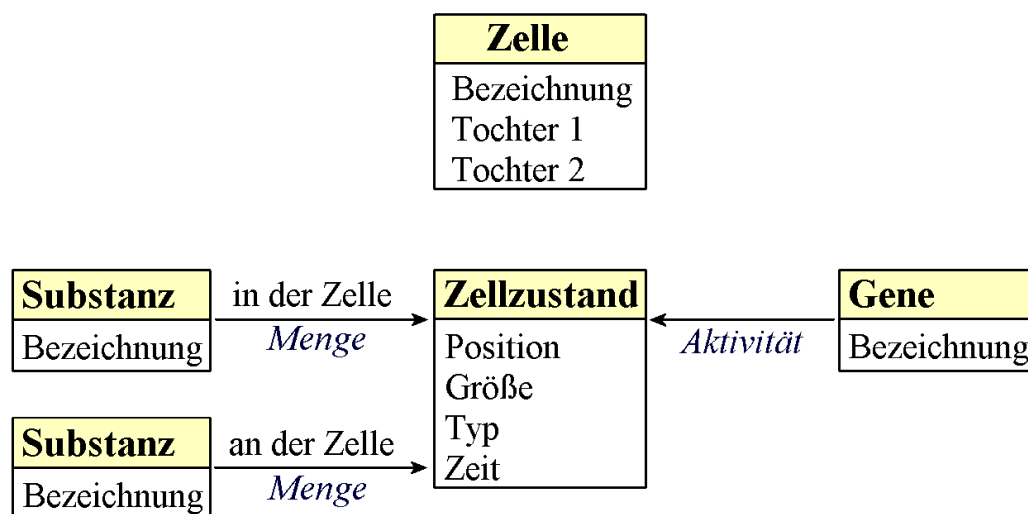 Zelle
Bezeichnung
Tochter 1
Tochter 2
Substanz
Bezeichnung
in der Zelle
Menge
Zellzustand
Position
Größe
Typ
Zeit
Aktivität
Gene
Bezeichnung
Substanz
Bezeichnung
an der Zelle
Menge